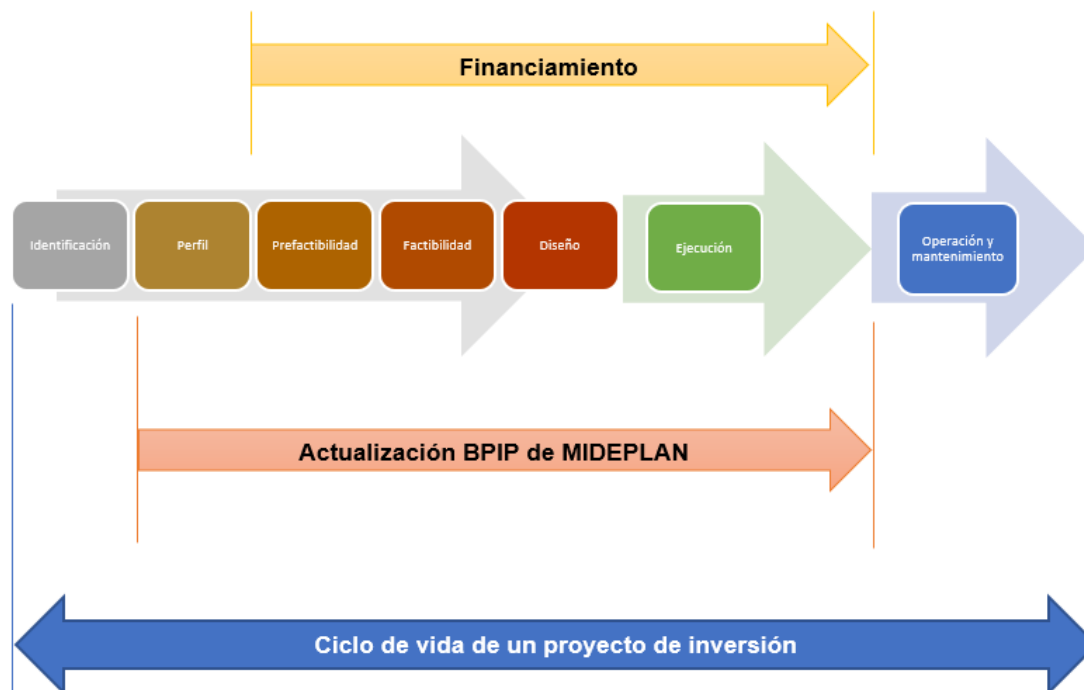 Financiamiento
Identificación
Perfil
Prefactibilidad
Factibilidad
Diseño
Ejecución
Operación y
mantenimiento
Actualización BPIP de MIDEPLAN
Ciclo de vida de un proyecto de inversión